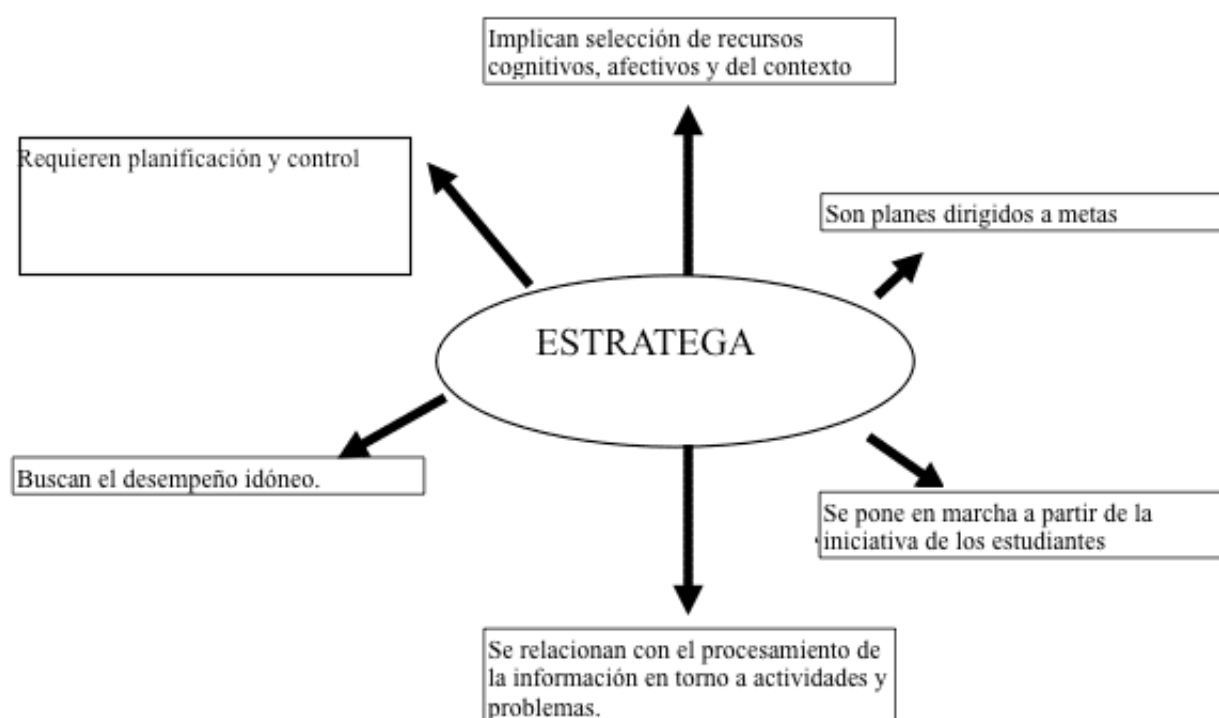 Implican selección de recursos
cognitivos, afectivos y del contexto
Requieren planificación y control
Son planes dirigidos a metas
ESTRATEGA
Buscan el desempeño idóneo.
Se pone en marcha a partir de la
iniciativa de los estudiantes
Se relacionan con el procesamiento de
la información en torno a actividades y
problemas.